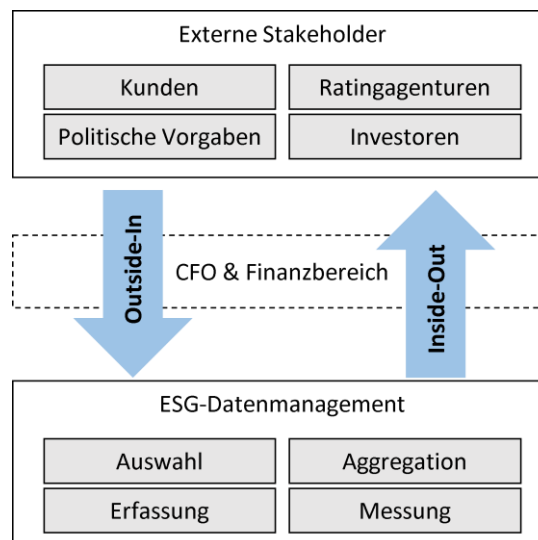 Externe Stakeholder
Kunden
Ratingagenturen
Politische Vorgaben
Investoren
Outside-In
CFO & Finanzbereich
Inside-Out
ESG-Datenmanagement
Auswahl
Aggregation
Erfassung
Messung